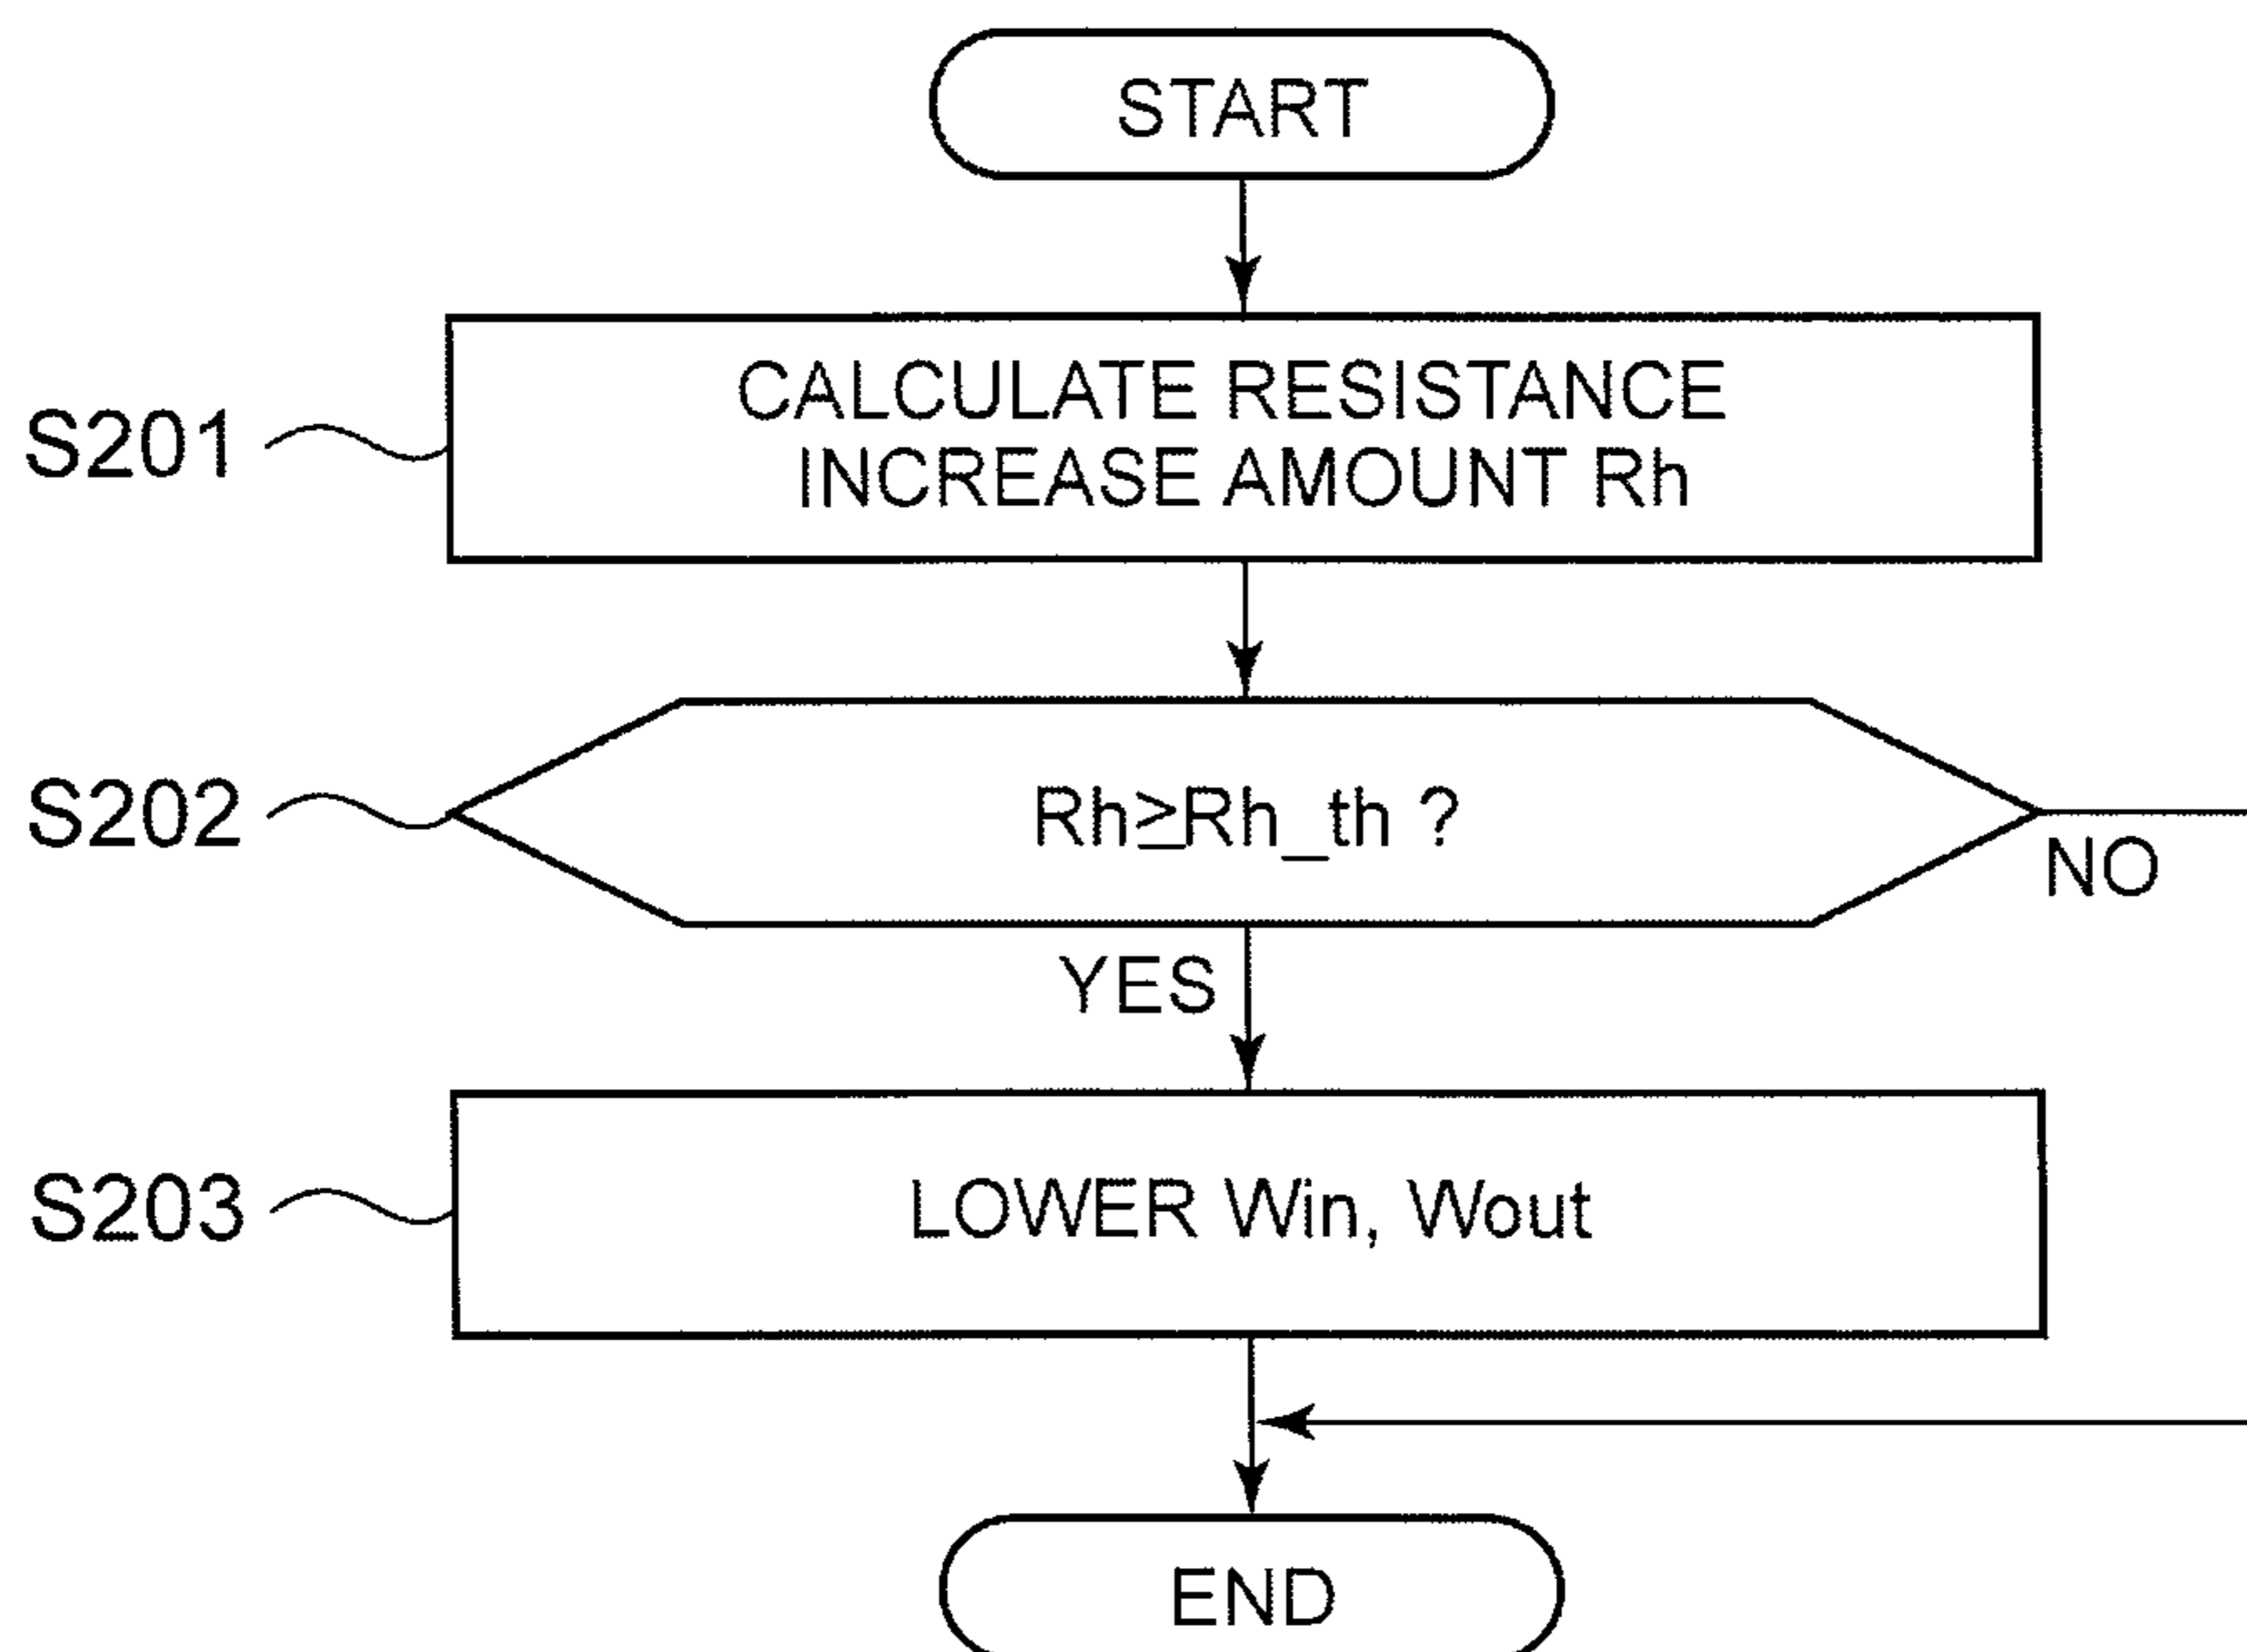 START
S201
CALCULATE RESISTANCE
INCREASE AMOUNT Rh
S202
Rh≥Rh_th ?
NO
YES
S203
LOWER Win, Wout
END